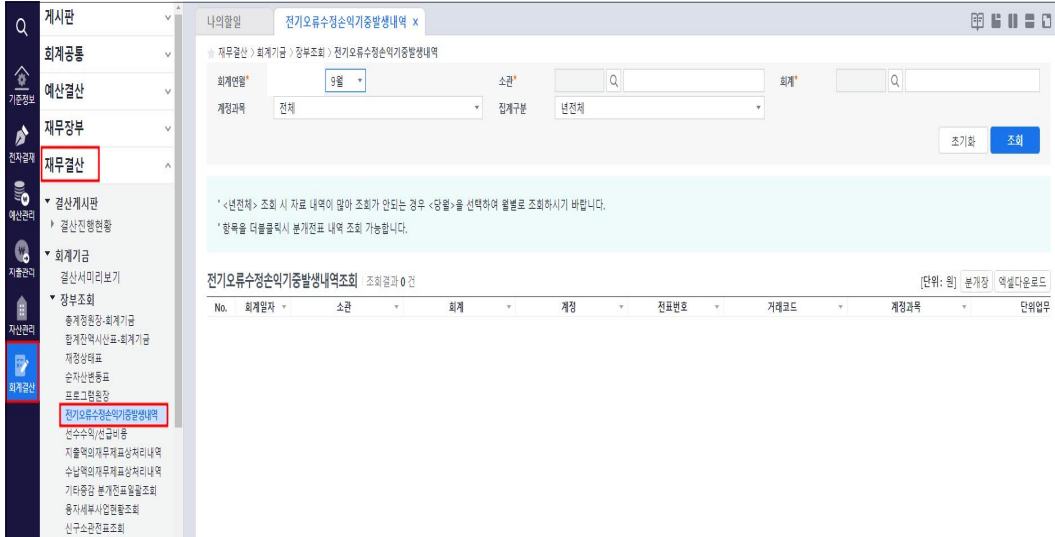 기준정보
전자결재
예산관리
지출관리
자산관리
회계결산
게시판
회계공통
예산결산
재무장부
재무결산
▼ 결산게시판
결산진행현황
▼ 회계기금
결산서미리보기
▼ 장부조회
총계정원장-회계기금
합계잔액시산표-회계기금
재정상태표
순자산변동표
프로그램원장
전기오류수정손익기중발생내역
선수수익/선급비용
지출액의재무제표상처리내역
수납액의재무제표상처리내역
기타증감 분개전표일괄조회
융자세부사업현황조회
신구소관전표조회
나의할일 전기오류수정손익기중발생내역 x
재무결산 > 회계기금 > 장부조회 > 전기오류수정손익기중발생내역
회계연월* 9월 소관* 회계*
계정과목 전체 집계구분 년전체
초기화 조회
* <년전체> 조회 시 자료 내역이 많아 조회가 안되는 경우 <당월>을 선택하여 월별로 조회하시기 바랍니다.
* 항목을 더블클릭시 분개전표 내역 조회 가능합니다.
전기오류수정손익기중발생내역조회 조회결과 0 건 [단위: 원] 분개장 엑셀다운로드
No. 회계일자 소관 회계 계정 전표번호 거래코드 계정과목 단위업무